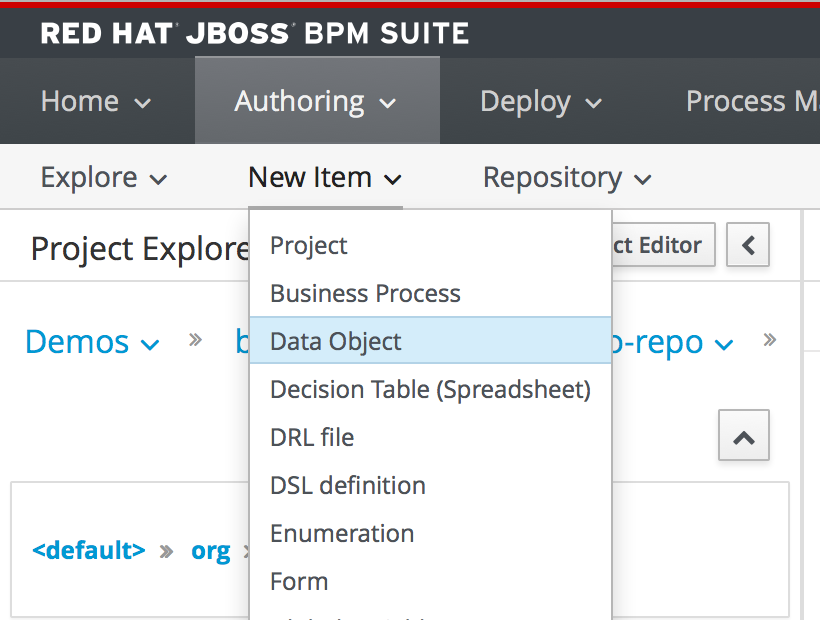 RED HAT JBOSS BPM SUITE
Home Authoring Deploy Process
Explore New Item Repository
Project ct Editor
Demos » -repo »
Project
Business Process
Data Object
Decision Table (Spreadsheet)
DRL file
DSL definition
Enumeration
Form
<default> » org